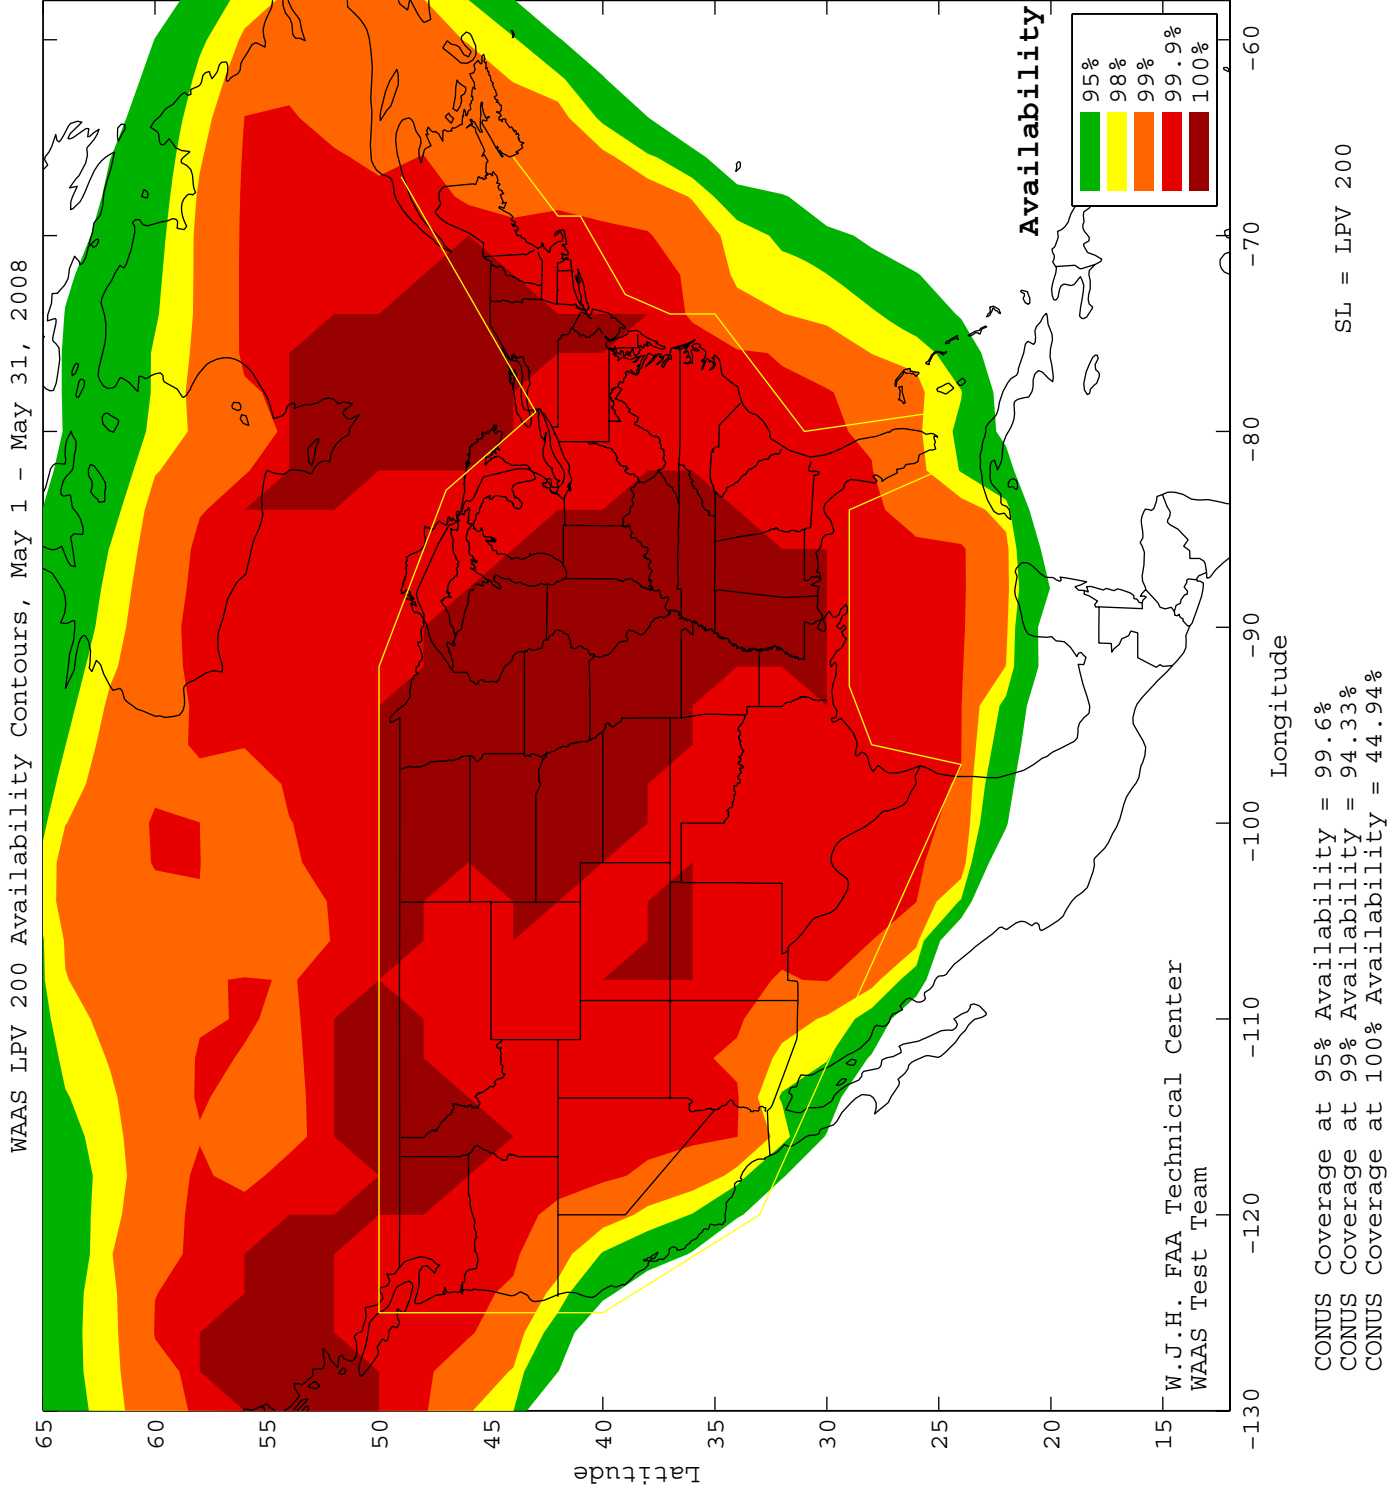 WAAS LPV 200 Availability Contours, May 1 - May 31, 2008
65
60
55
50
45
40
35
30
25
20
15
Latitude
-130
-120
-110
-100
-90
-80
-70
-60
Longitude
Availability
95%
98%
99%
99.9%
100%
W.J.H. FAA Technical Center
WAAS Test Team
CONUS Coverage at 95% Availability = 99.6%
CONUS Coverage at 99% Availability = 94.33%
CONUS Coverage at 100% Availability = 44.94%
SL = LPV 200